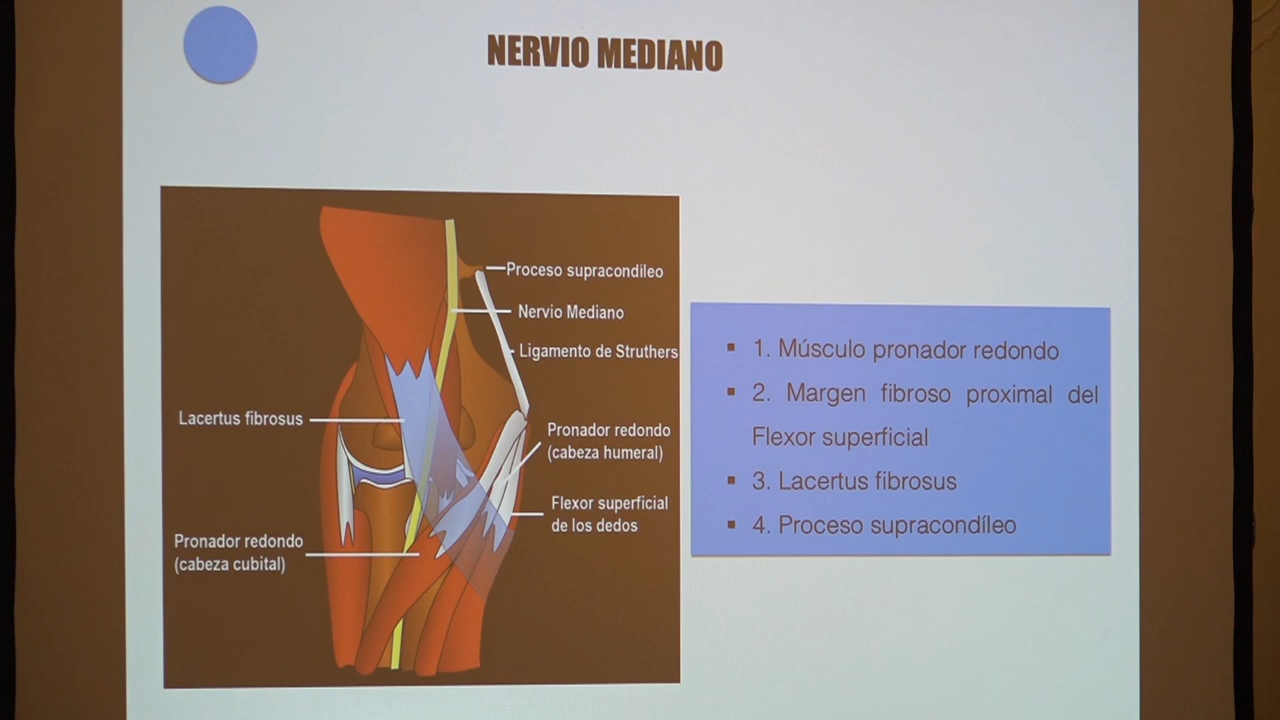 NERVIO MEDIANO
Proceso supracondileo
Nervio Mediano
Ligamento de Struthers
Lacertus fibrosus
Pronador redondo
(cabeza humeral)
Flexor superficial
de los dedos
Pronador redondo
(cabeza cubital)
▪ 1. Músculo pronador redondo
▪ 2. Margen fibroso proximal del
Flexor superficial
▪ 3. Lacertus fibrosus
▪ 4. Proceso supracondíleo